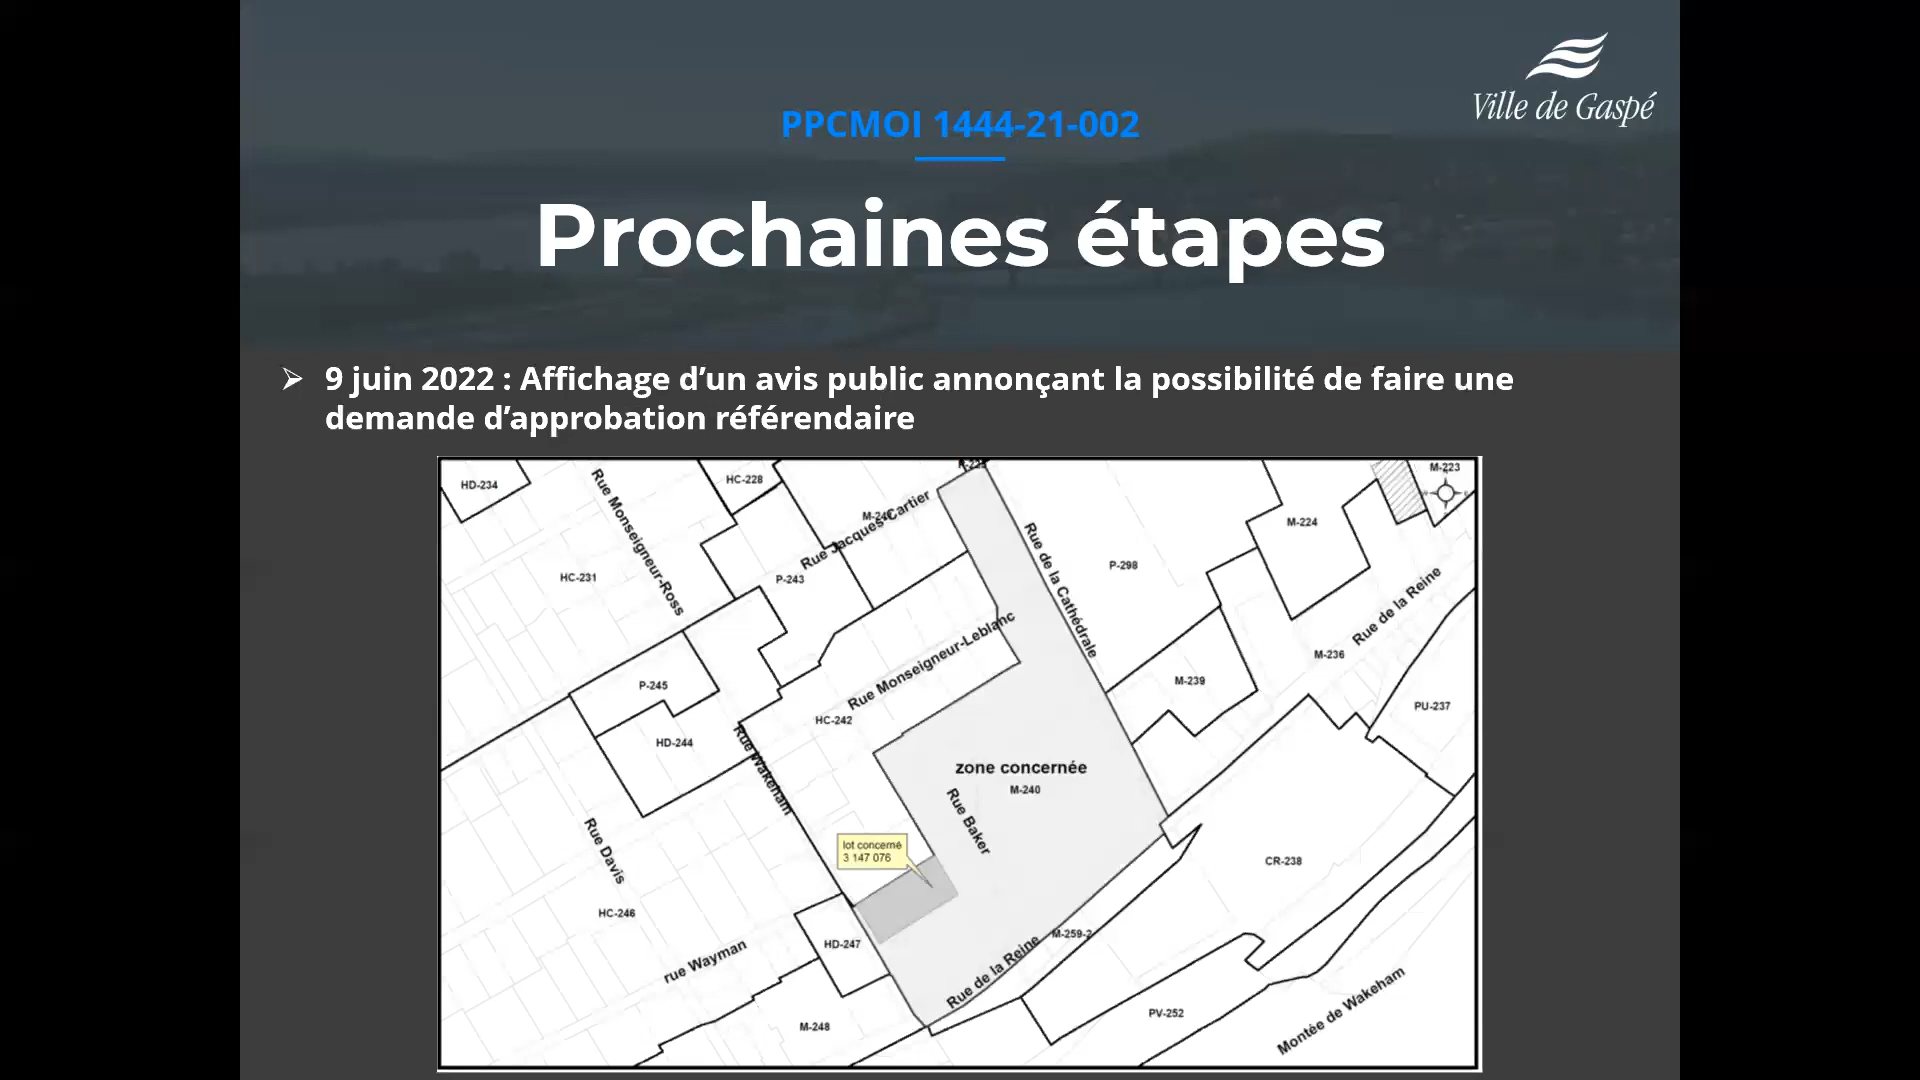 Ville de Gaspé
PPCMOI 1444-21-002
Prochaines étapes
9 juin 2022 : Affichage d’un avis public annonçant la possibilité de faire une
demande d’approbation référendaire
HD-234
HC-228
M-223
Rue Monseigneur-Ross
Rue Jacques-Cartier
M-224
Rue de la Cathédrale
P-298
HC-231
P-243
Rue de la Reine
Rue Monseigneur-Leblanc
M-236
P-245
M-239
PU-237
HC-242
HD-244
Rue Wakeham
zone concernée
M-240
Rue Baker
lot concerné
3 147 076
Rue Davis
CR-238
HC-246
M-259-2
HD-247
rue Wayman
Rue de la Reine
PV-252
Montée de Wakeham
M-248